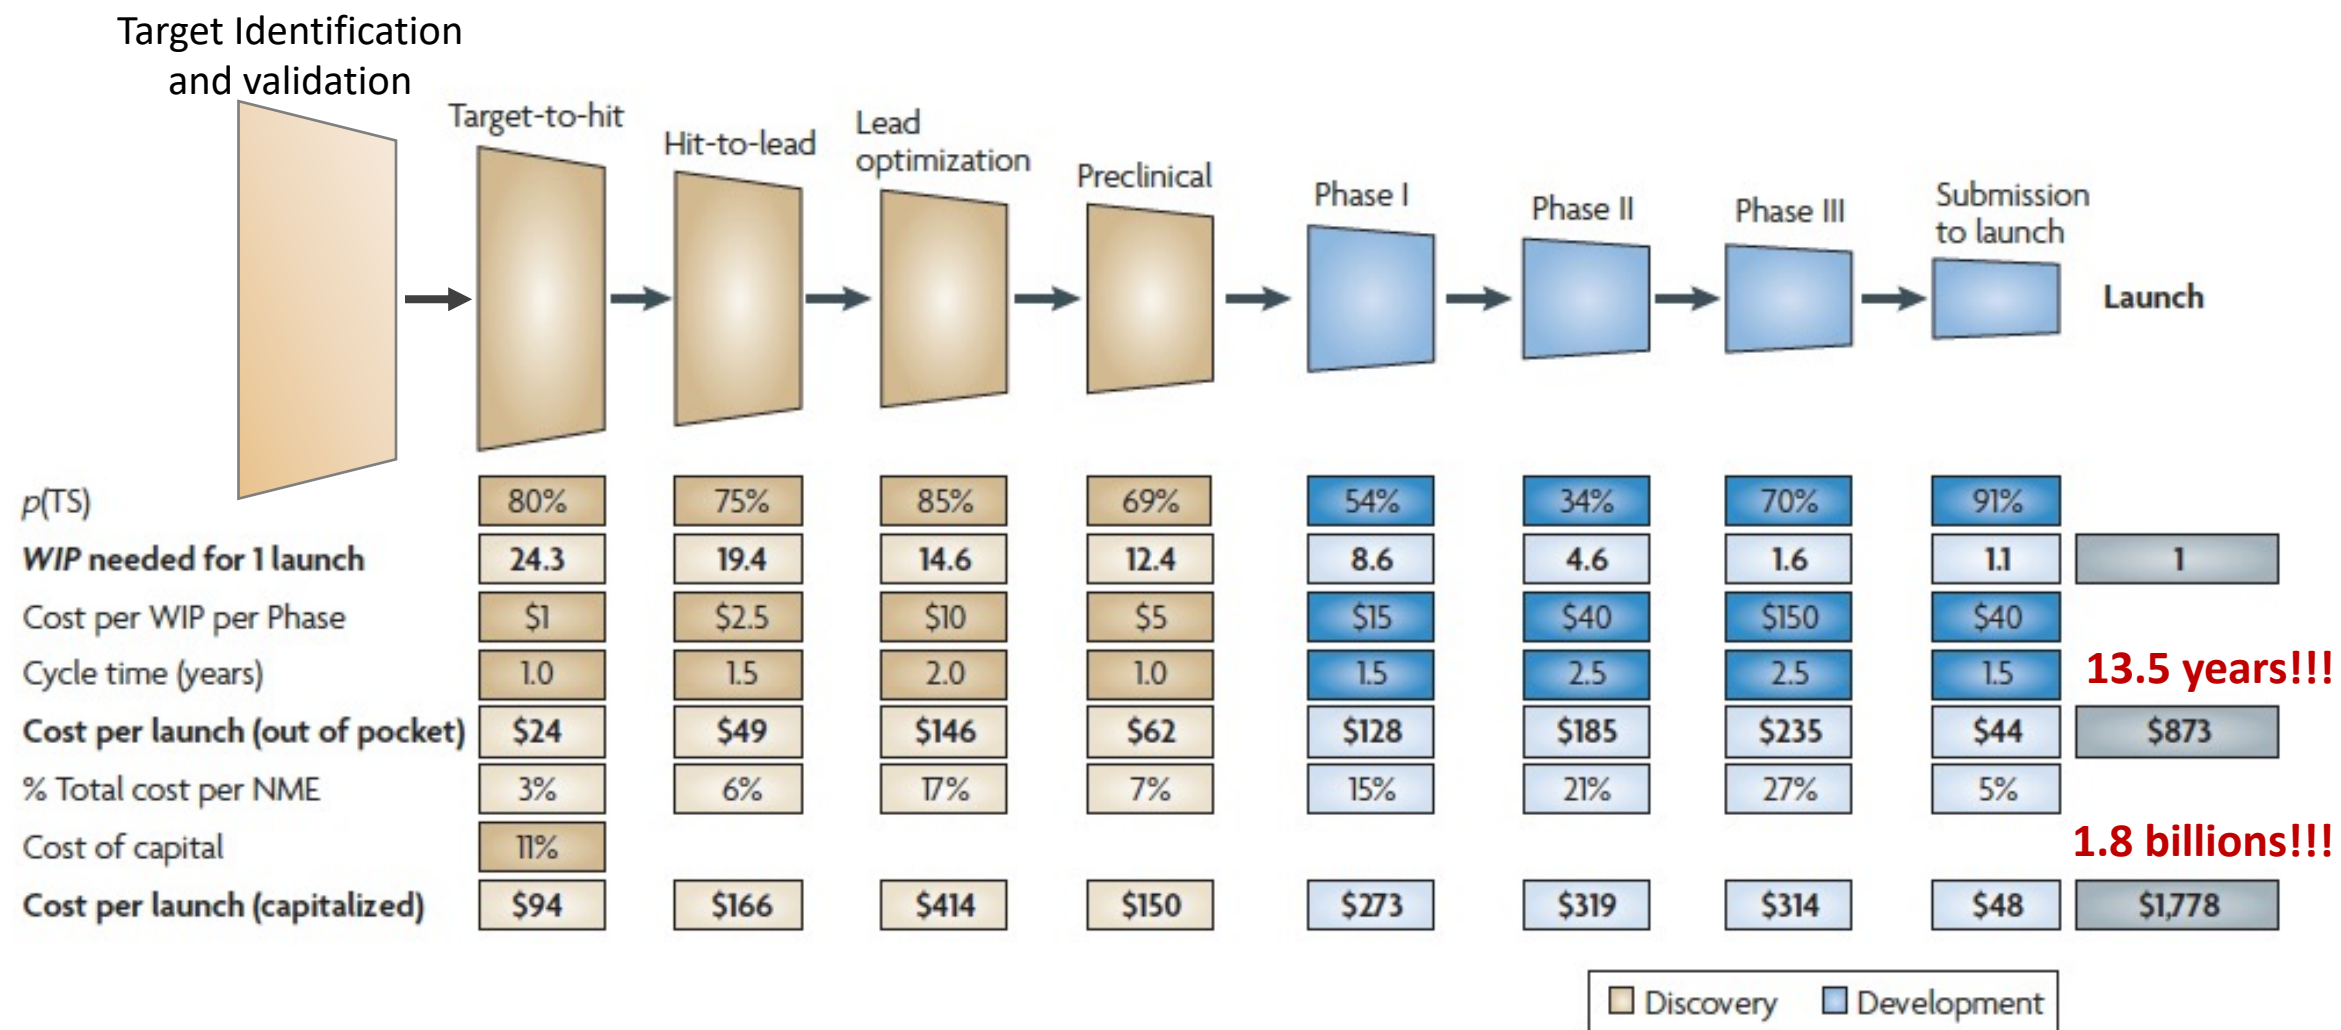 Target Identification
and validation
Target-to-hit
Hit-to-lead
Lead
optimization
Preclinical
Phase I
Phase II
Phase III
Submission
to launch
Launch
p(TS) 80% 75% 85% 69% 54% 34% 70% 91%
WIP needed for 1 launch 24.3 19.4 14.6 12.4 8.6 4.6 1.6 1.1 1
Cost per WIP per Phase $1 $2.5 $10 $5 $15 $40 $150 $40
Cycle time (years) 1.0 1.5 2.0 1.0 1.5 2.5 2.5 1.5 13.5 years!!!
Cost per launch (out of pocket) $24 $49 $146 $62 $128 $185 $235 $44 $873
% Total cost per NME 3% 6% 17% 7% 15% 21% 27% 5%
Cost of capital 11% 1.8 billions!!!
Cost per launch (capitalized) $94 $166 $414 $150 $273 $319 $314 $48 $1,778
Discovery Development